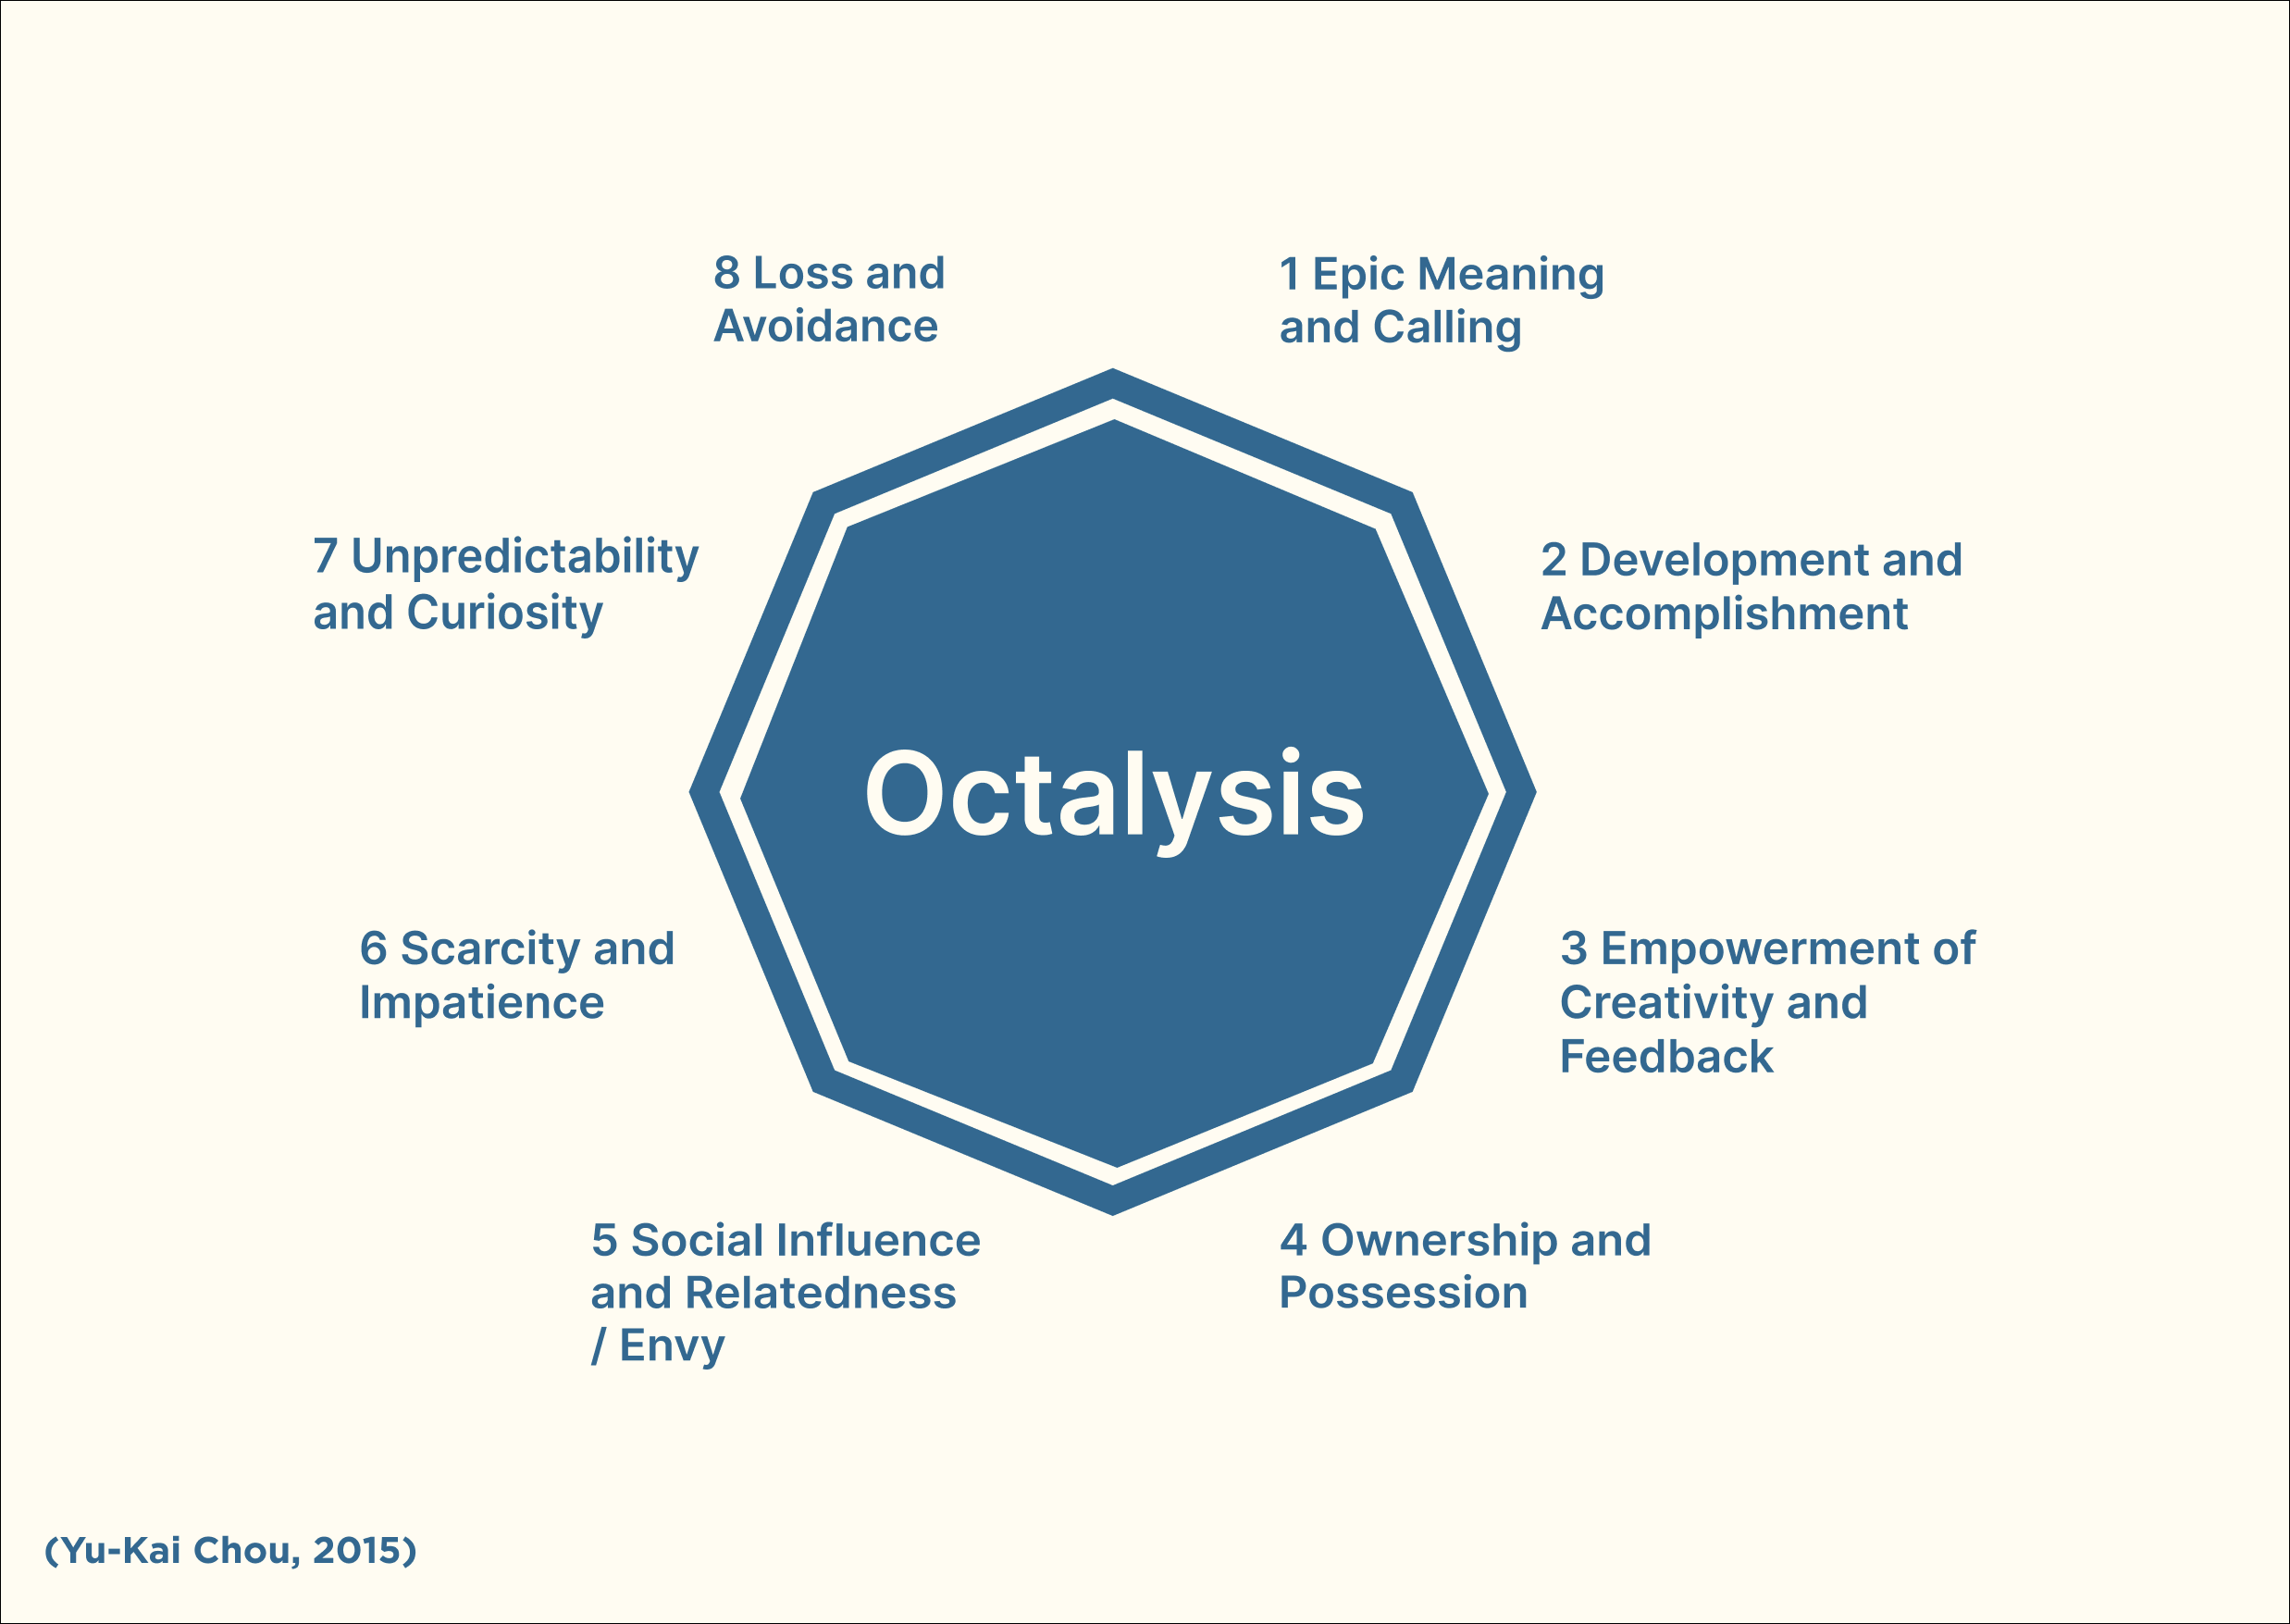 8 Loss and
Avoidance
1 Epic Meaning
and Calling
7 Unpredictability
and Curiosity
2 Development and
Accomplishment
Octalysis
6 Scarcity and
Impatience
3 Empowerment of
Creativity and
Feedback
5 Social Influence
and Relatedness
/ Envy
4 Ownership and
Possession
(Yu-Kai Chou, 2015)